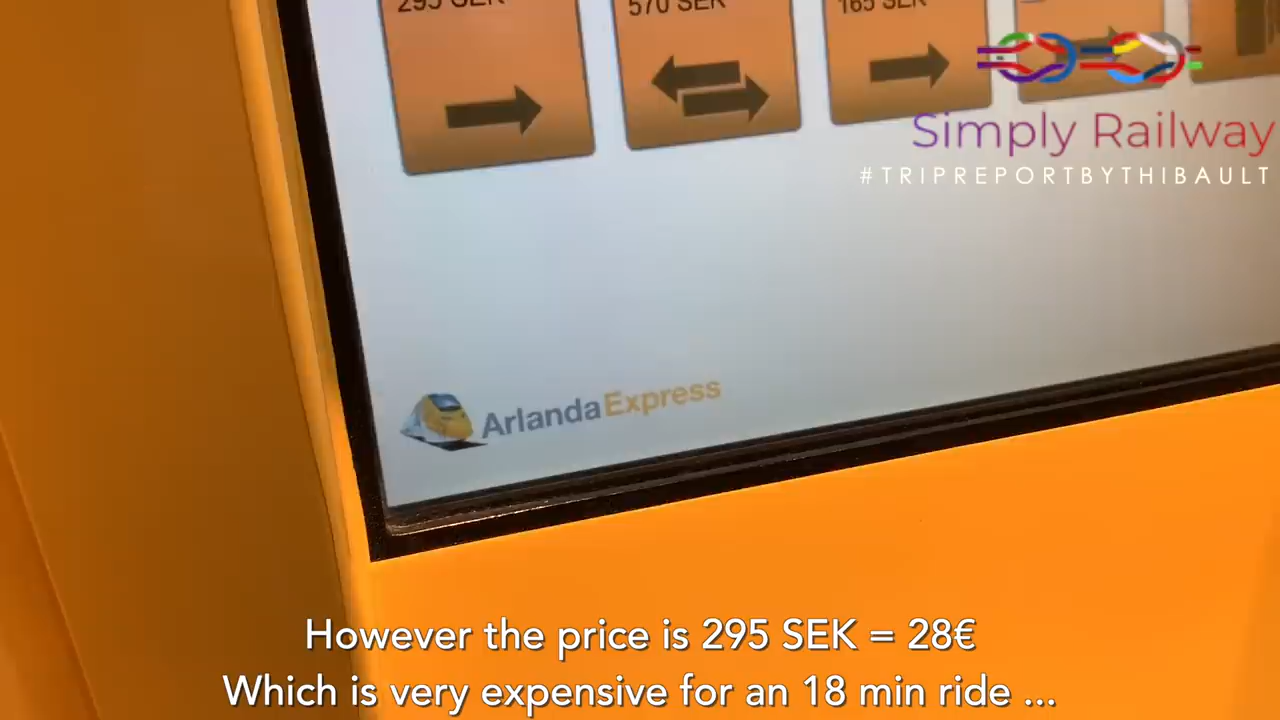 295 SEK
570 SEK
165 SEK
Simply Railway
#TRIPREPORTBYTHIBAULT
ArlandaExpress
However the price is 295 SEK = 28€
Which is very expensive for an 18 min ride ...